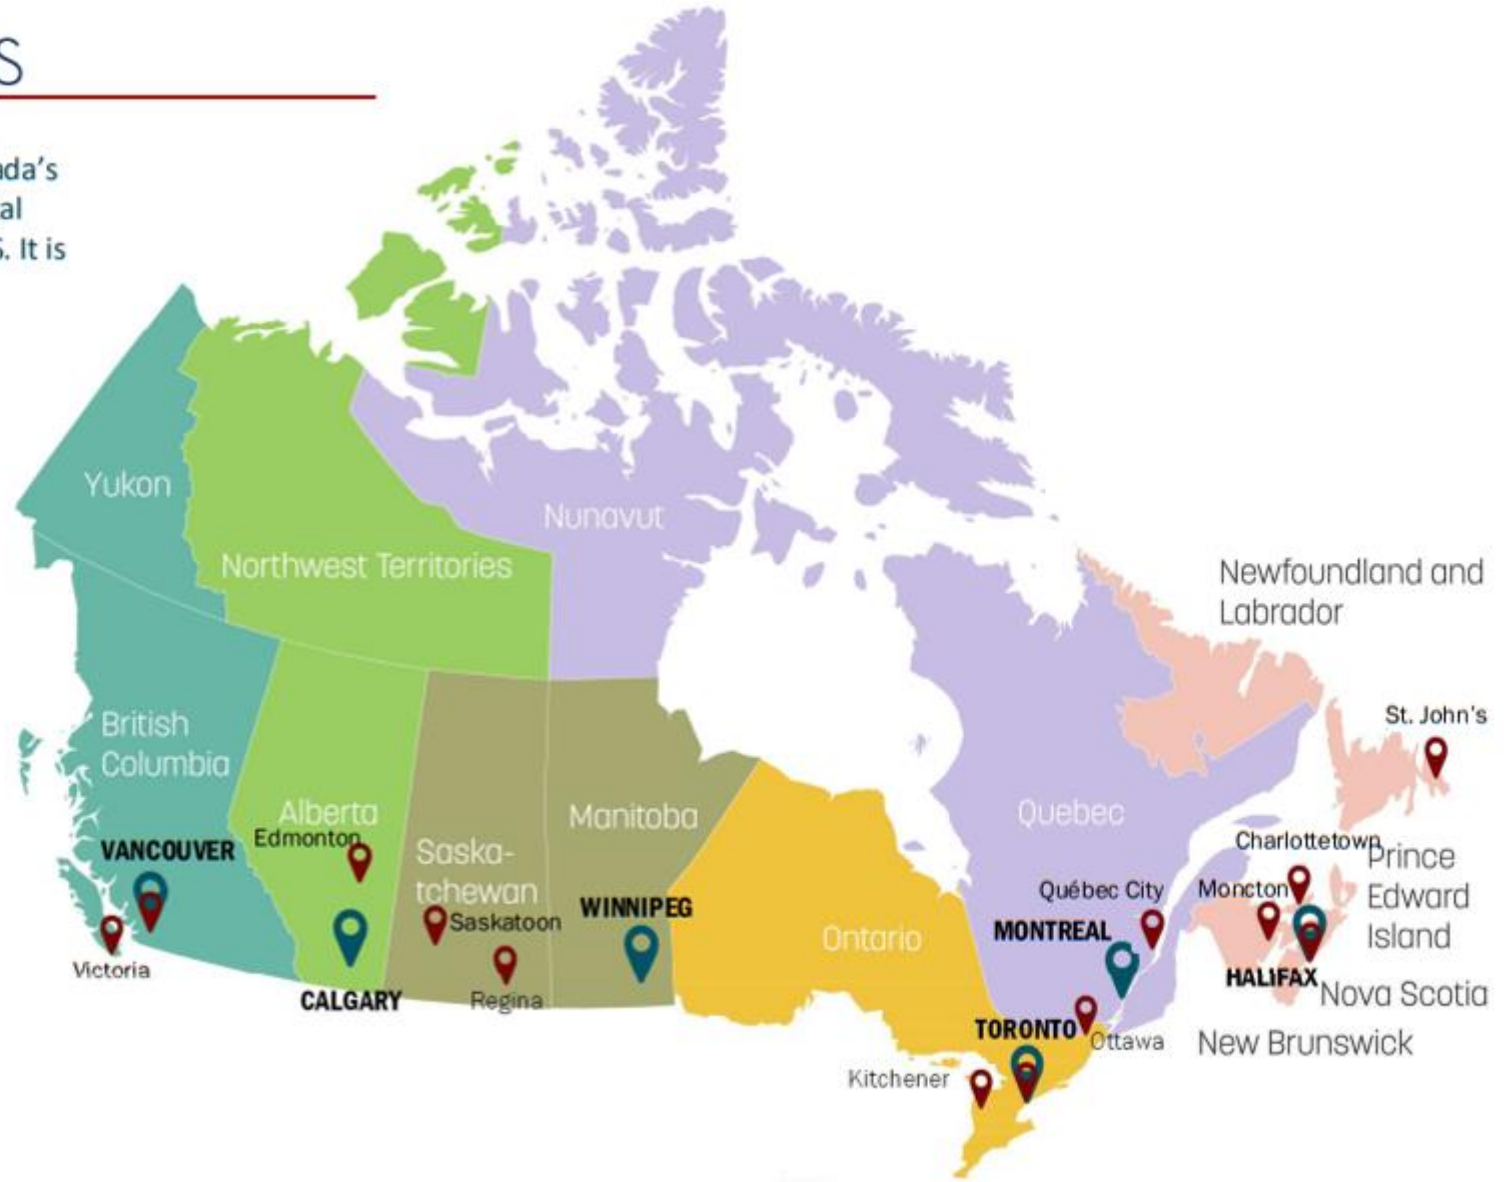 S
nada's
al
S. It is
Yukon
Northwest Territories
Nunavut
Newfoundland and
Labrador
British
Columbia
St. John's
Alberta
Edmonton
Saska-
tchewan
Manitoba
Quebec
VANCOUVER
Charlottetown
Prince
Edward
Island
Québec City
Moncton
Saskatoon
WINNIPEG
MONTREAL
Ontario
Victoria
CALGARY
Regina
HALIFAX
Nova Scotia
TORONTO
Ottawa
New Brunswick
Kitchener